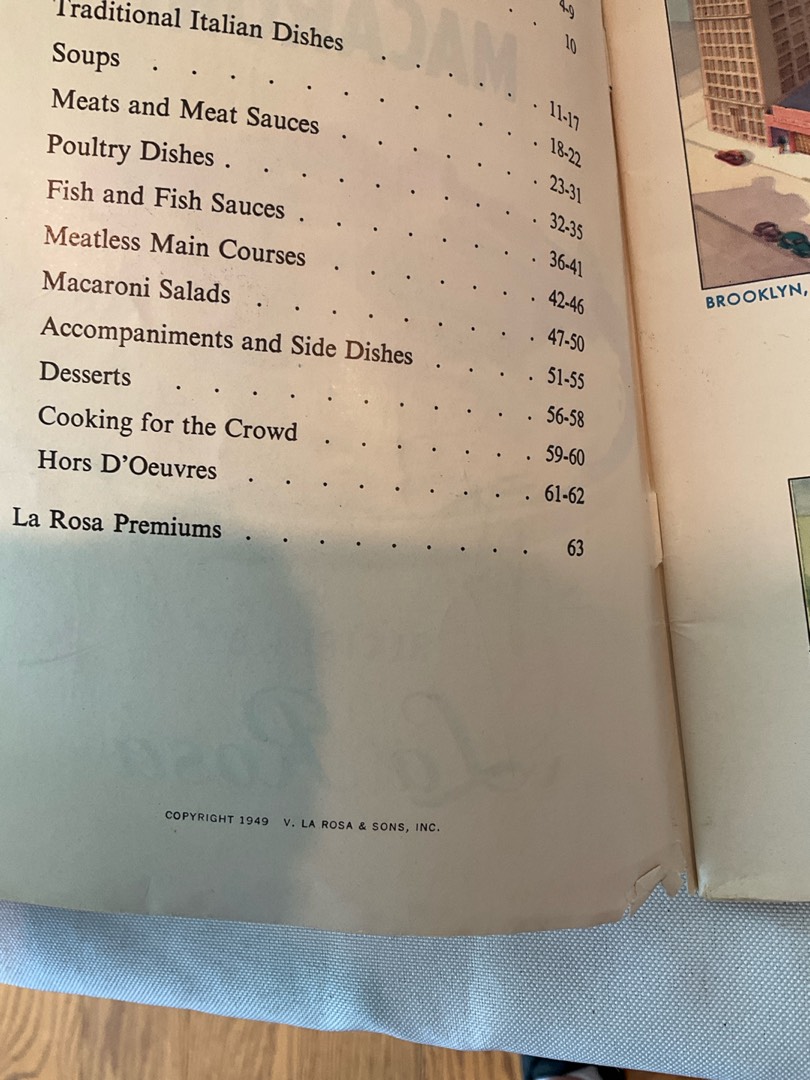 4-9
10
Traditional Italian Dishes . . . . . . 11-17
Soups . . . . . . . . . . . 18-22
Meats and Meat Sauces . . . . . . 23-31
Poultry Dishes . . . . . . . . . 32-35
Fish and Fish Sauces . . . . . . . 36-41
Meatless Main Courses . . . . . . 42-46
Macaroni Salads . . . . . . . . 47-50
Accompaniments and Side Dishes . . . . 51-55
Desserts . . . . . . . . . . 56-58
Cooking for the Crowd . . . . . . 59-60
Hors D'Oeuvres . . . . . . . . 61-62
La Rosa Premiums . . . . . . . . 63
COPYRIGHT 1949 V. LA ROSA & SONS, INC.
BROOKLYN,